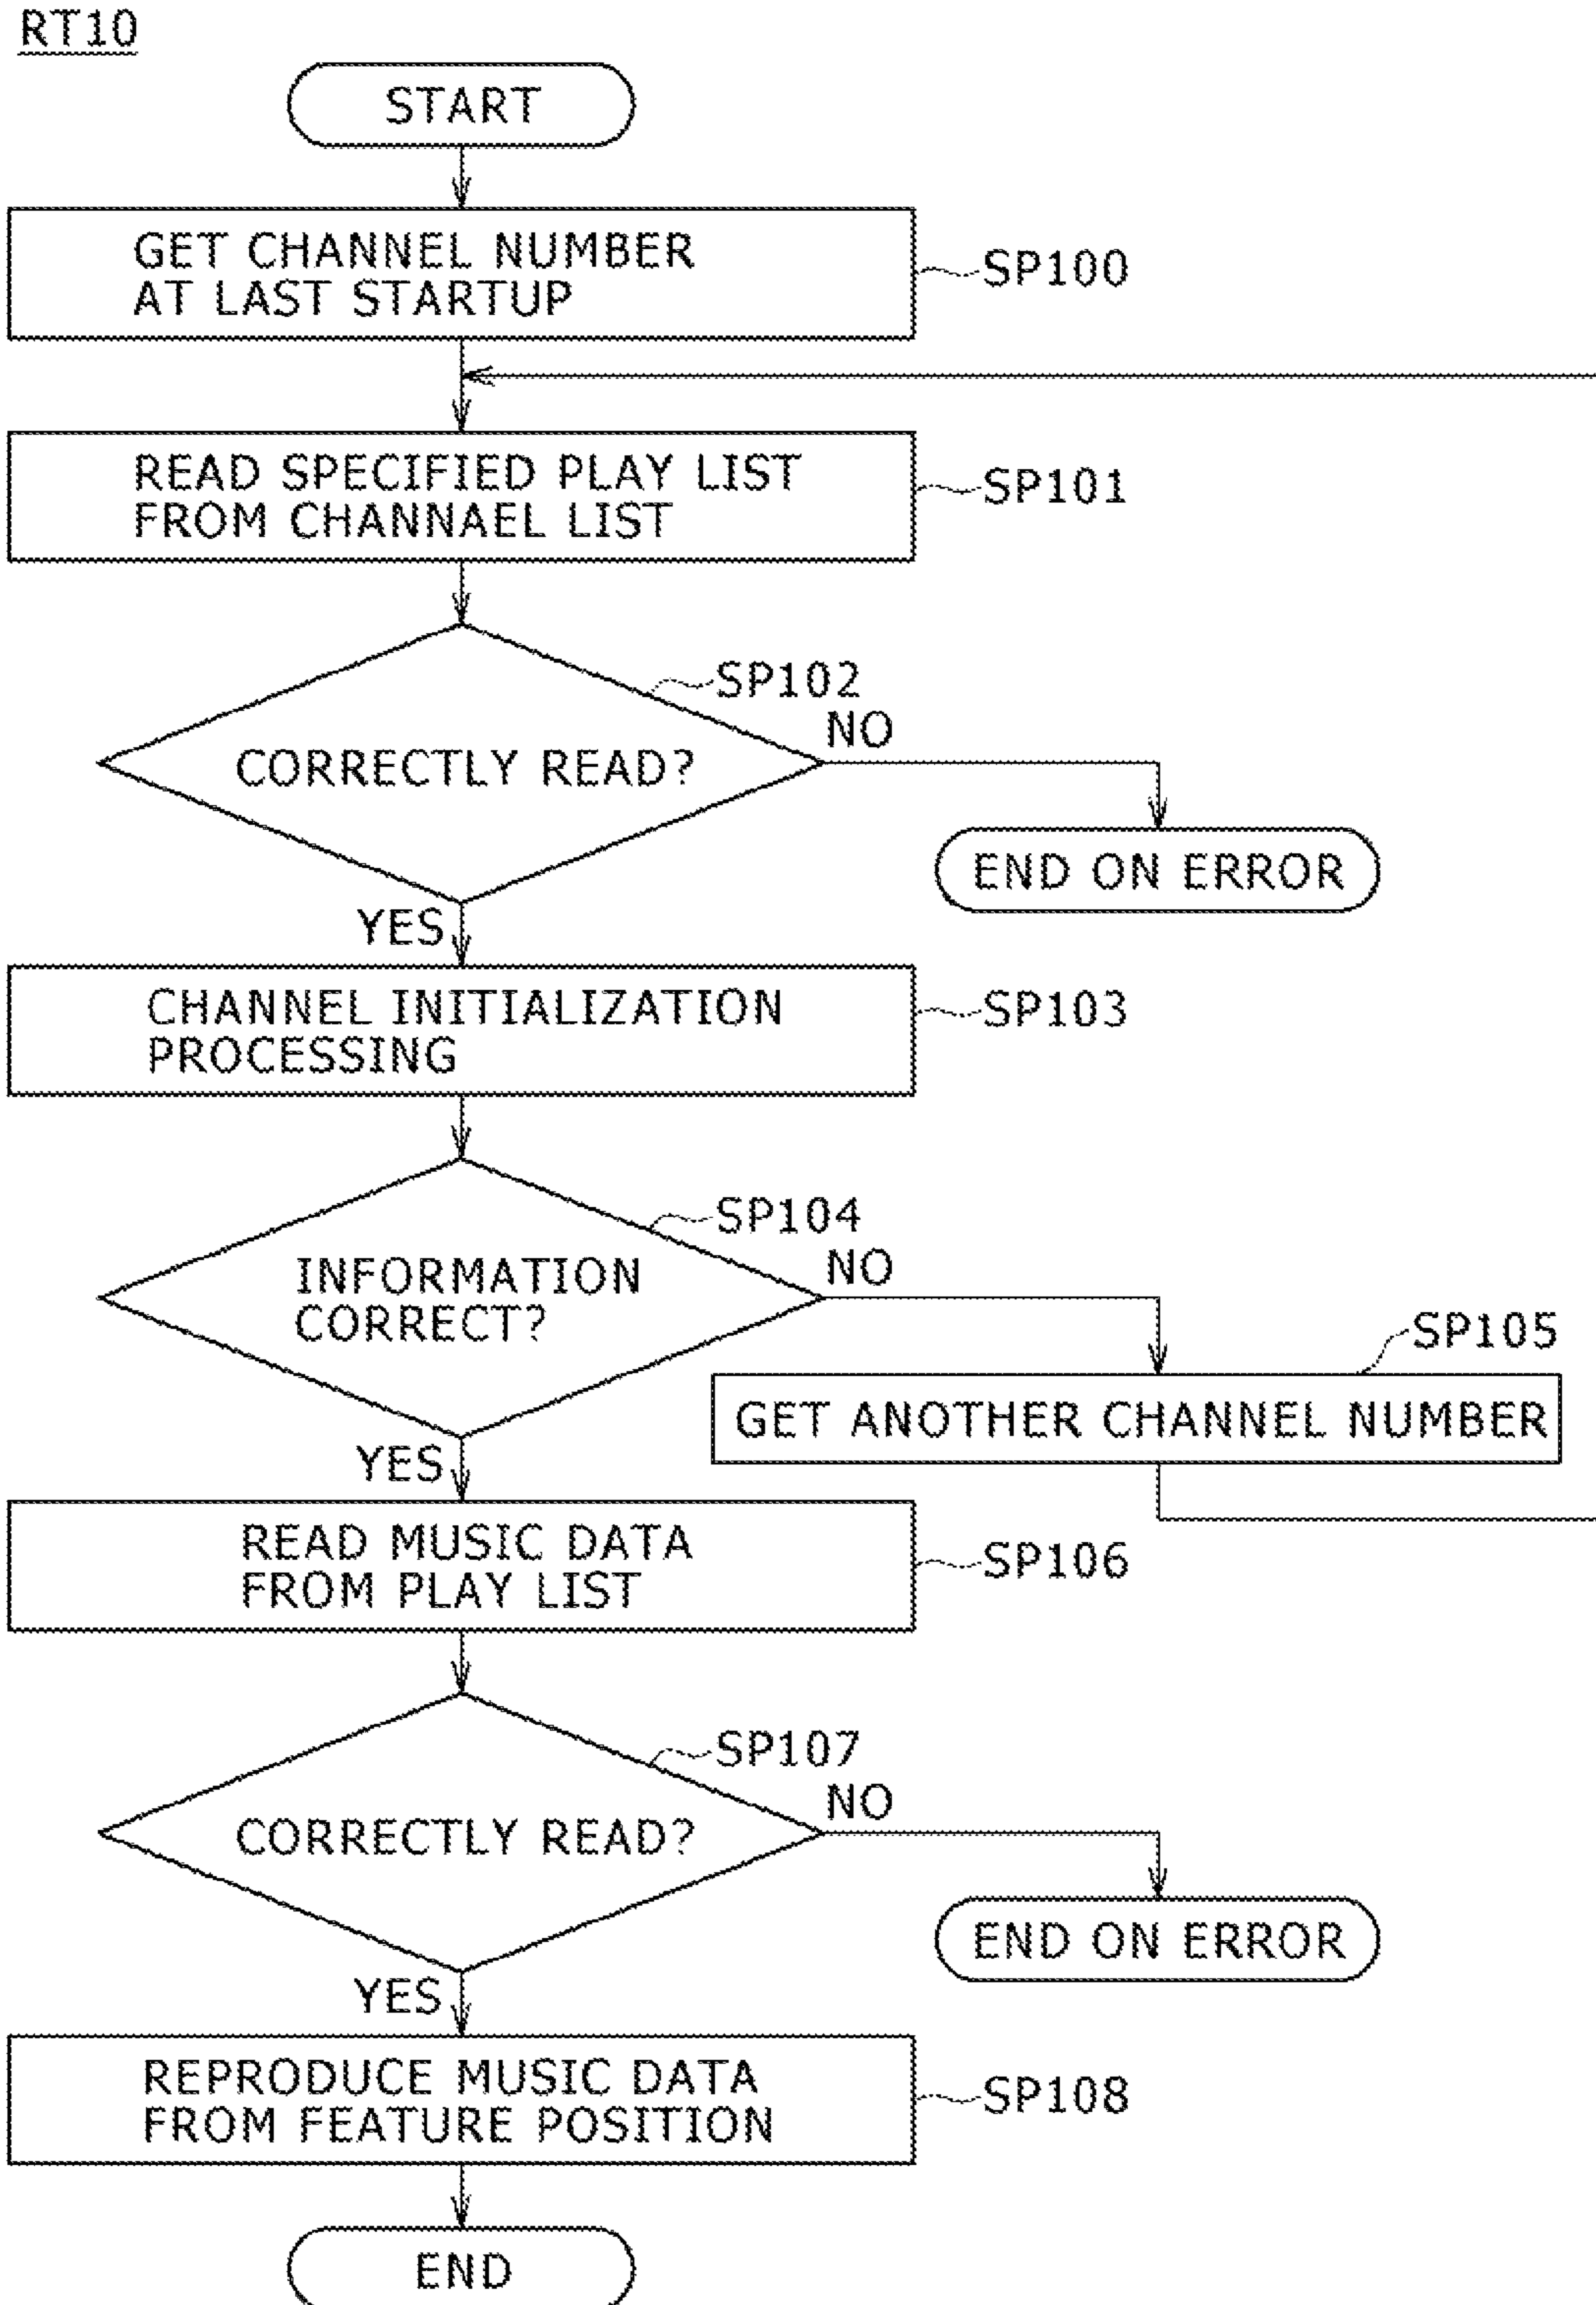 RT10
START
GET CHANNEL NUMBER
AT LAST STARTUP
SP100
READ SPECIFIED PLAY LIST
FROM CHANNAEL LIST
SP101
SP102
CORRECTLY READ?
NO
END ON ERROR
YES
CHANNEL INITIALIZATION
PROCESSING
SP103
SP104
INFORMATION
CORRECT?
NO
SP105
GET ANOTHER CHANNEL NUMBER
YES
READ MUSIC DATA
FROM PLAY LIST
SP106
SP107
CORRECTLY READ?
NO
END ON ERROR
YES
REPRODUCE MUSIC DATA
FROM FEATURE POSITION
SP108
END